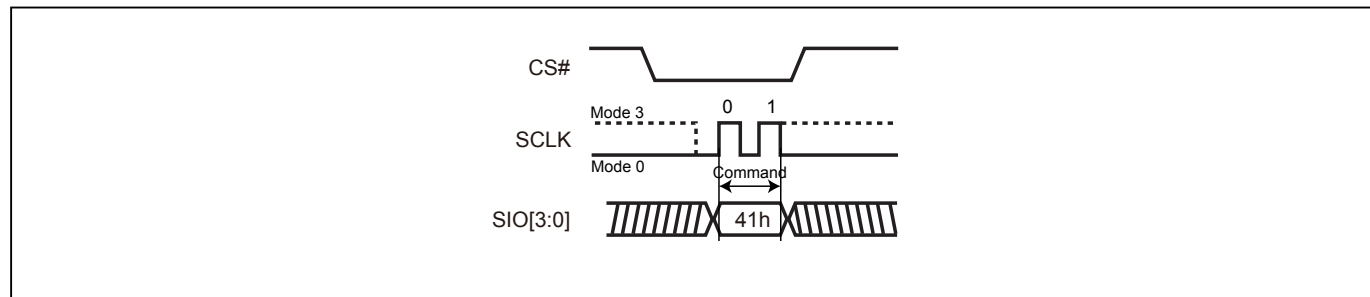 CS#
Mode 3
0 1
SCLK
Mode 0
Command
SIO[3:0]
41h